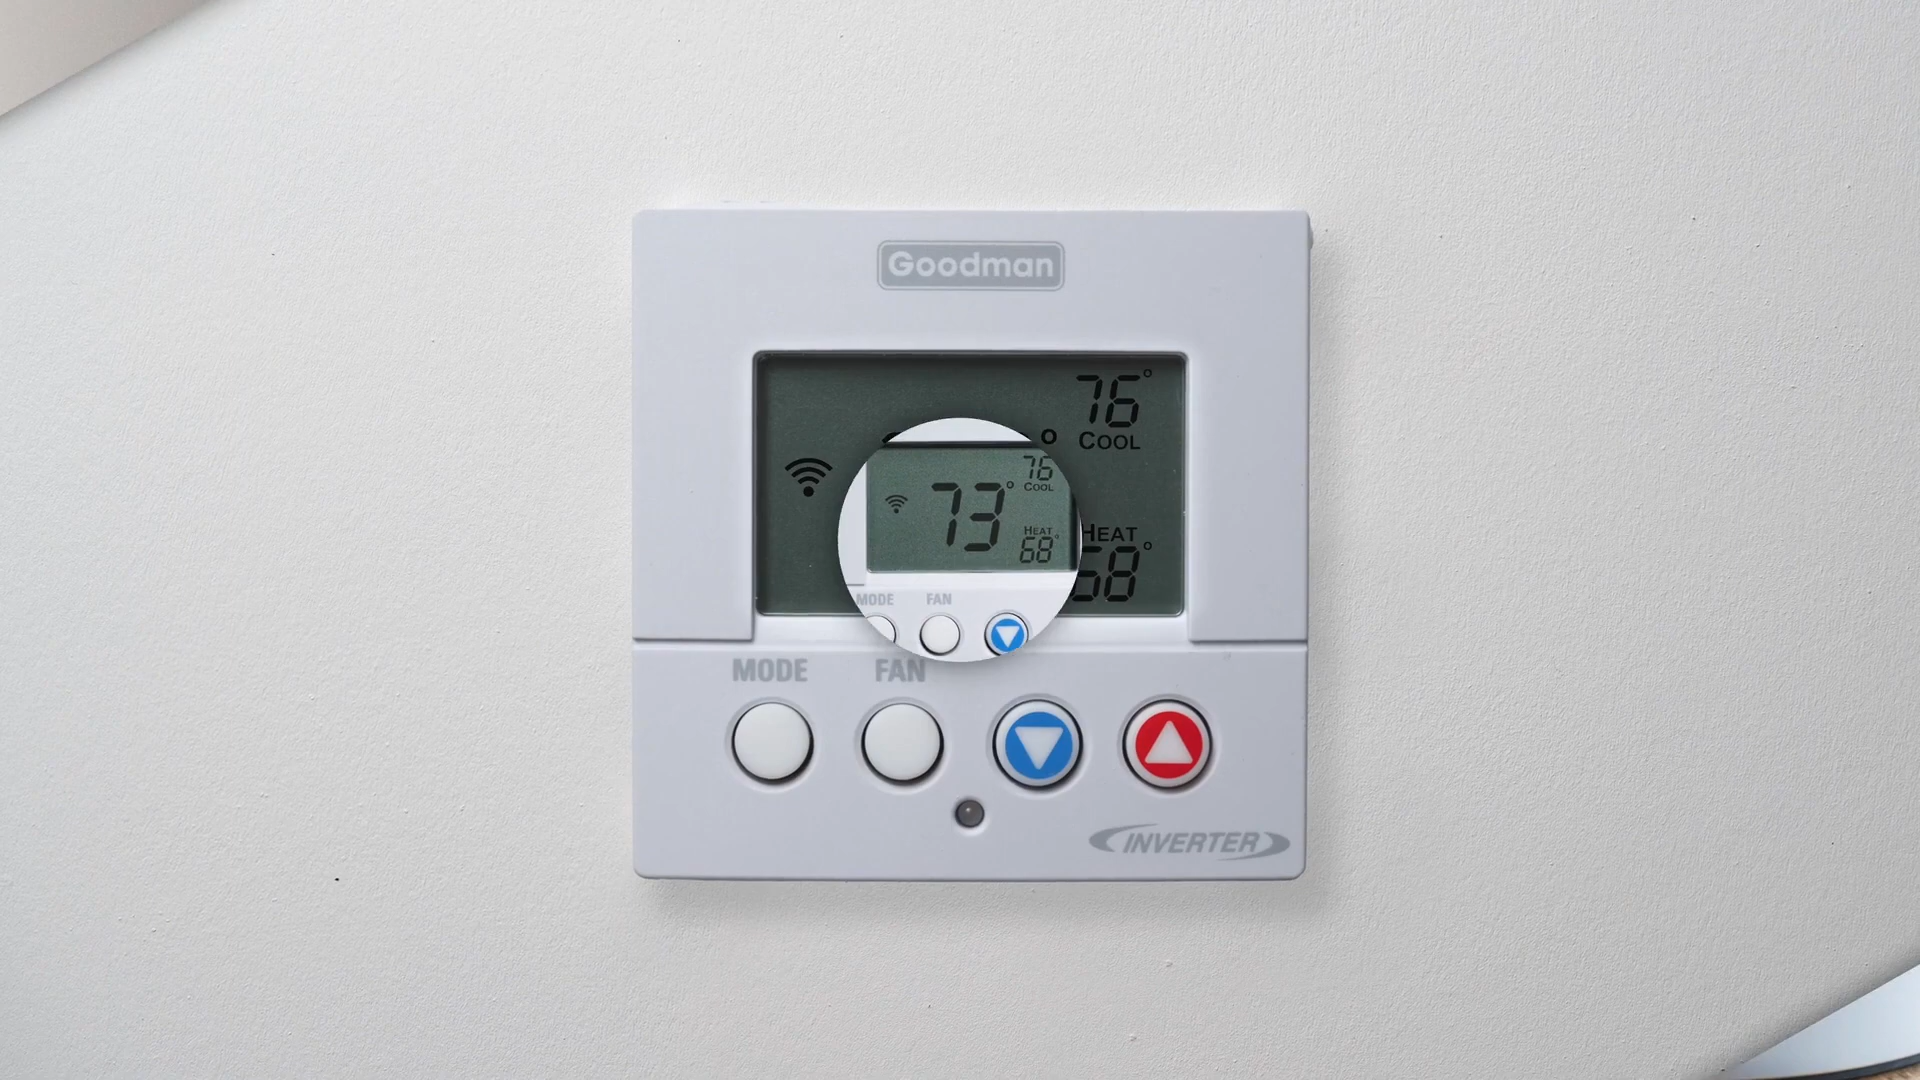 Goodman
76°
COOL
HEAT
68°
76
COOL
73°
HEAT
68°
MODE FAN
MODE FAN
INVERTER